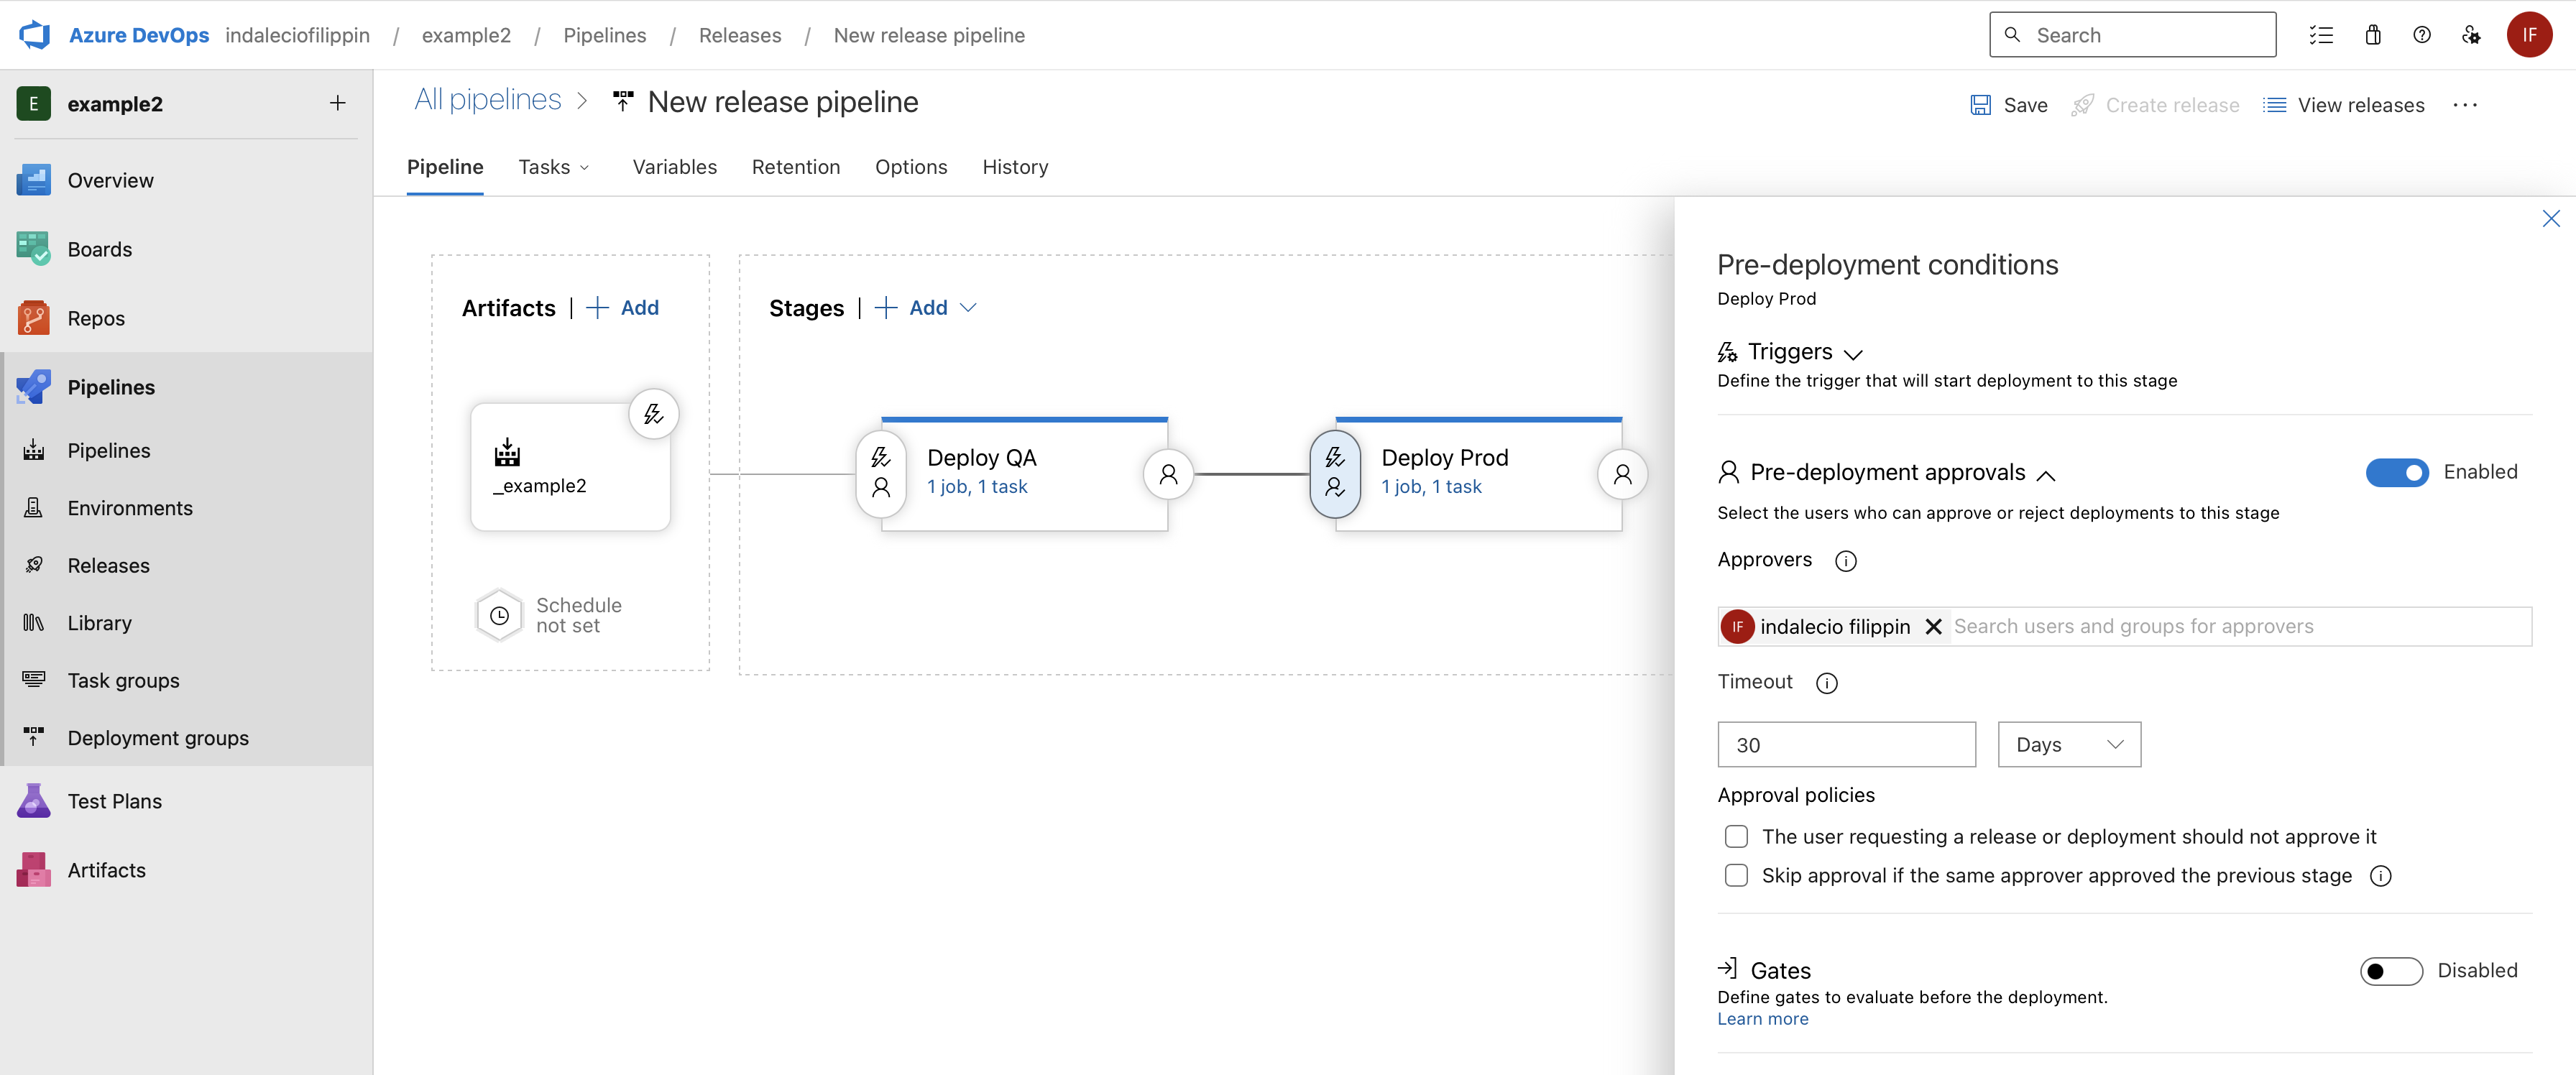 Azure DevOps indaleciofilippin / example2 / Pipelines / Releases / New release pipeline
Search
IF
E example2
Overview
Boards
Repos
Pipelines
Pipelines
Environments
Releases
Library
Task groups
Deployment groups
Test Plans
Artifacts
All pipelines > New release pipeline
Save
Create release
View releases
Pipeline
Tasks
Variables
Retention
Options
History
Artifacts | + Add
_example2
Schedule
not set
Stages | + Add
Deploy QA
1 job, 1 task
Deploy Prod
1 job, 1 task
Pre-deployment conditions
Deploy Prod
Triggers
Define the trigger that will start deployment to this stage
Pre-deployment approvals
Enabled
Select the users who can approve or reject deployments to this stage
Approvers
IF indalecio filippin Search users and groups for approvers
Timeout
30
Days
Approval policies
The user requesting a release or deployment should not approve it
Skip approval if the same approver approved the previous stage
Gates
Disabled
Define gates to evaluate before the deployment.
Learn more